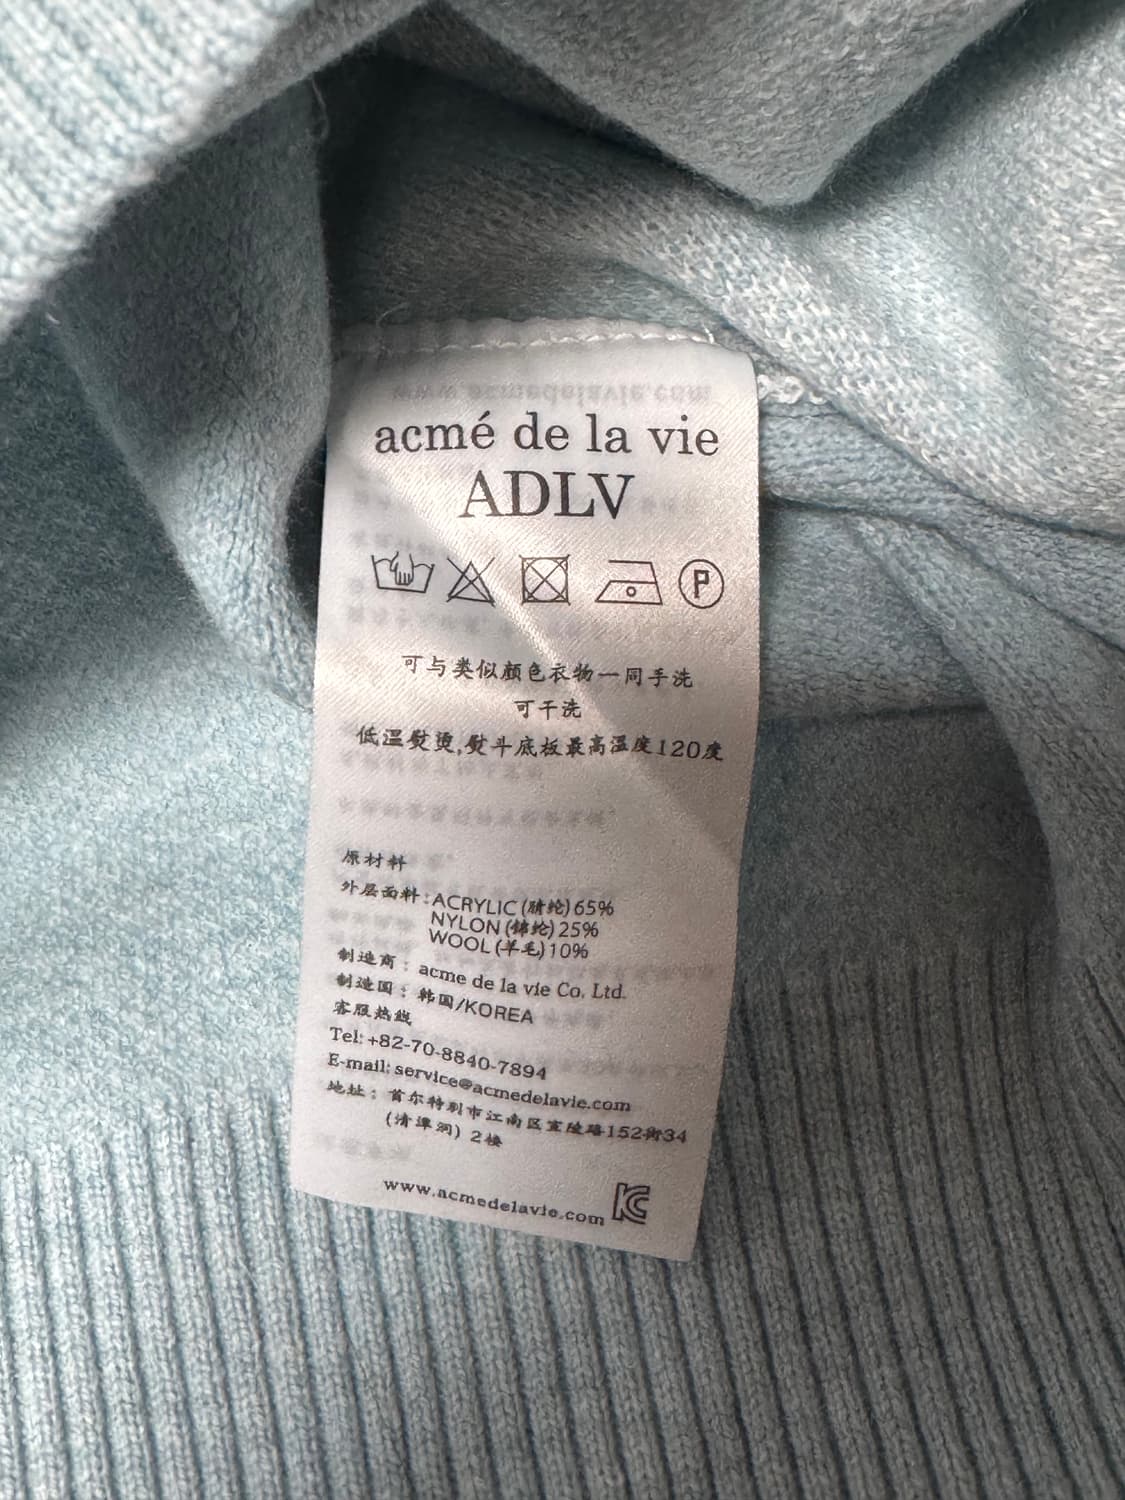 acmé de la vie
ADLV
P
可与类似颜色衣物一同手洗
可干洗
低温熨烫,熨斗底板最高温度120度
原材料
外层面料:ACRYLIC (腈纶) 65%
NYLON (锦纶) 25%
WOOL (羊毛) 10%
制造商: acme de la vie Co, Ltd.
制造国: 韩国/KOREA
客服热线
Tel: +82-70-8840-7894
E-mail: service@acmedelavie.com
地址: 首尔特别市江南区宣陵路152街34
(清潭洞) 2楼
www.acmedelavie.com
KC